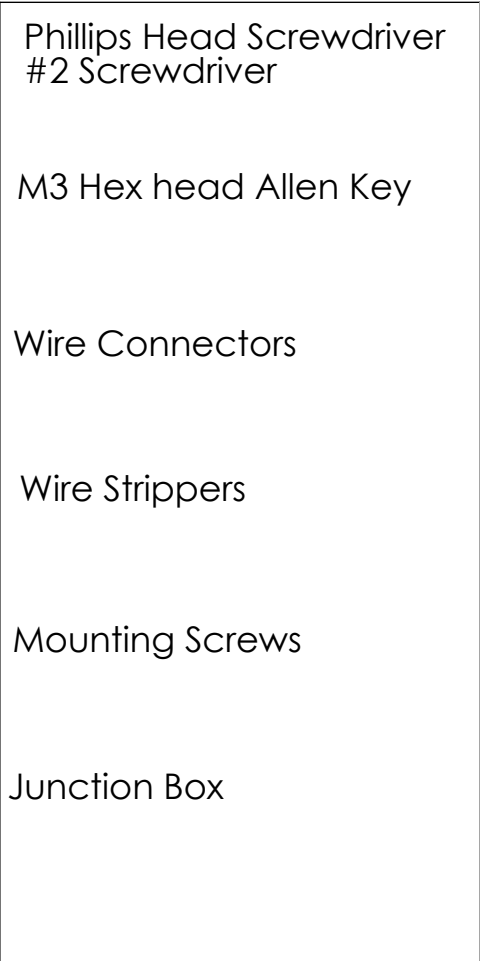 Phillips Head Screwdriver
#2 Screwdriver
M3 Hex head Allen Key
Wire Connectors
Wire Strippers
Mounting Screws
Junction Box